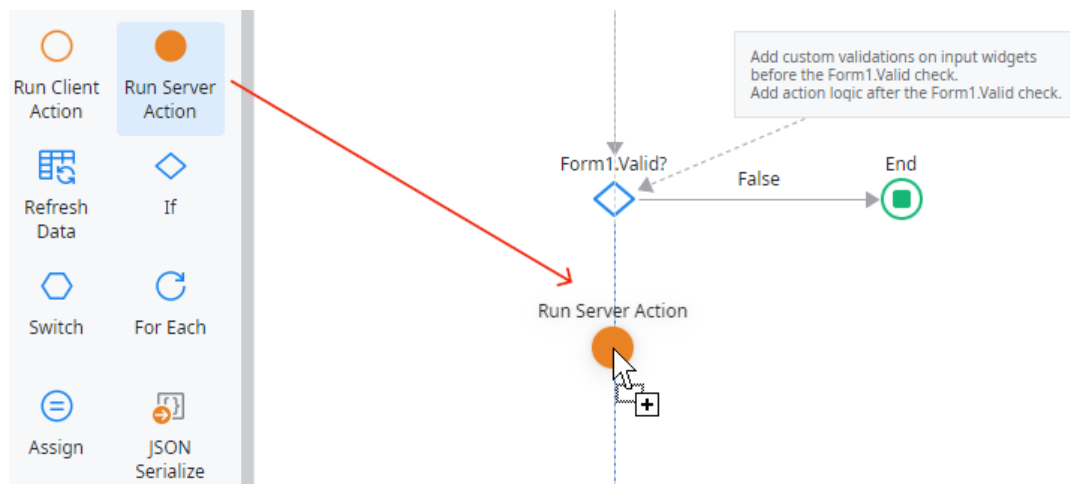 Run Client
Action
Run Server
Action
Refresh
Data
If
Switch
For Each
Assign
JSON
Serialize
Add custom validations on input widgets
before the Form1.Valid check.
Add action logic after the Form1.Valid check.
Form1.Valid?
False
End
Run Server Action